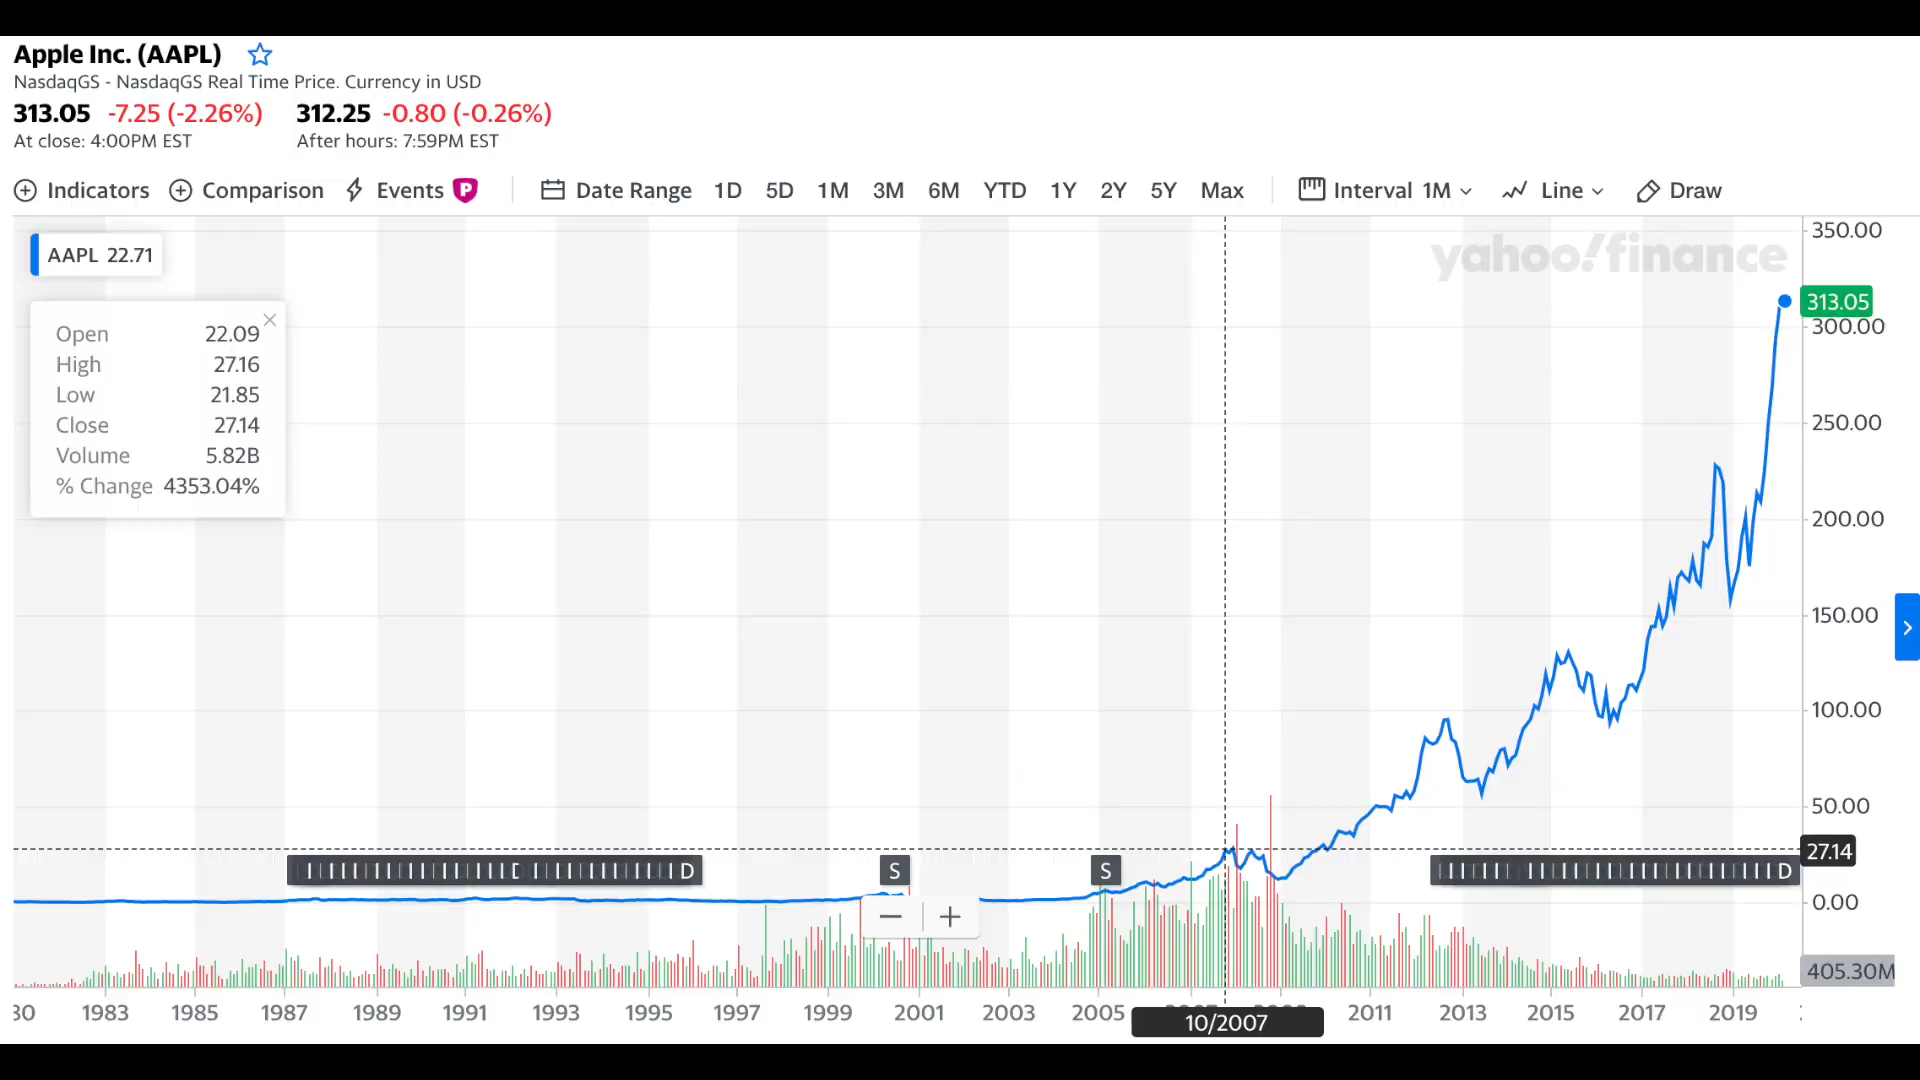 Apple Inc. (AAPL)
NasdaqGS - NasdaqGS Real Time Price. Currency in USD
313.05 -7.25 (-2.26%) 312.25 -0.80 (-0.26%)
At close: 4:00PM EST After hours: 7:59PM EST
Indicators Comparison Events P Date Range 1D 5D 1M 3M 6M YTD 1Y 2Y 5Y Max Interval 1M Line Draw
350.00
yahoo!finance
AAPL 22.71
313.05
300.00
Open 22.09
High 27.16
Low 21.85
Close 27.14
Volume 5.82B
% Change 4353.04%
250.00
200.00
150.00
100.00
50.00
27.14
D D S S D
0.00
− +
405.30M
1983 1985 1987 1989 1991 1993 1995 1997 1999 2001 2003 2005 2011 2013 2015 2017 2019
10/2007